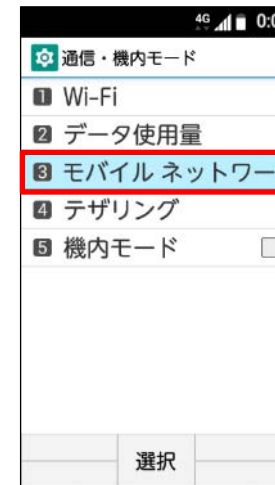 4G 0:0
通信・機内モード
1 Wi-Fi
2 データ使用量
3 モバイル ネットワー
4 テザリング
5 機内モード
選択